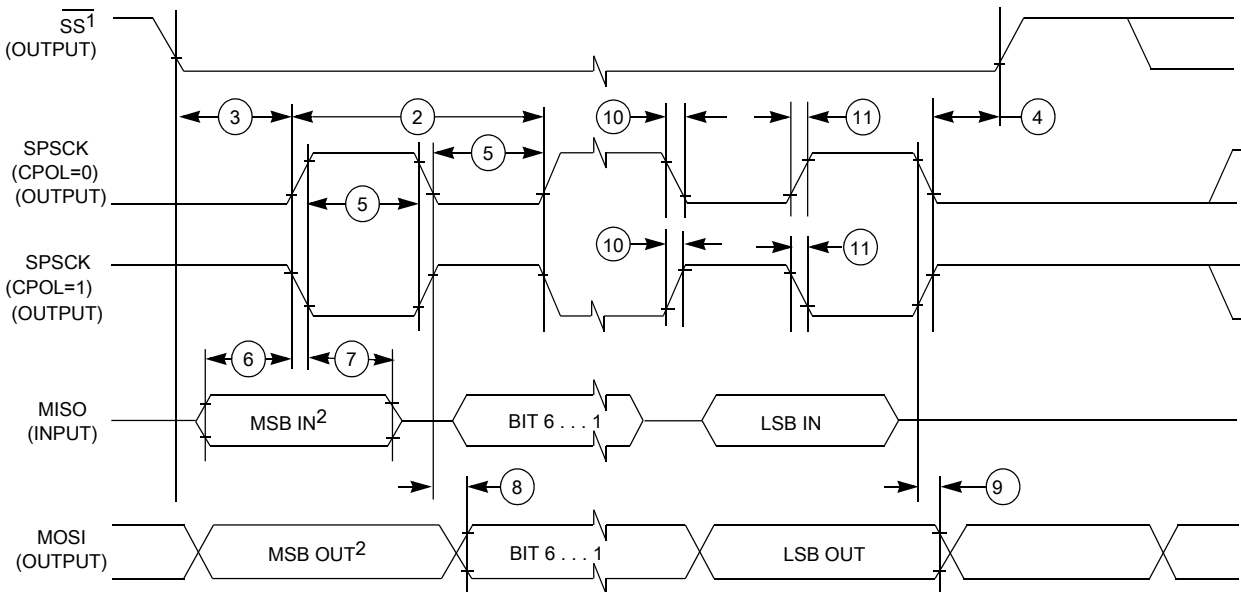 SS1
(OUTPUT)
3
2
10
11
4
SPSCK
(CPOL=0)
(OUTPUT)
5
5
10
11
SPSCK
(CPOL=1)
(OUTPUT)
6
7
MISO
(INPUT)
MSB IN2
BIT 6 . . . 1
LSB IN
8
9
MOSI
(OUTPUT)
MSB OUT2
BIT 6 . . . 1
LSB OUT